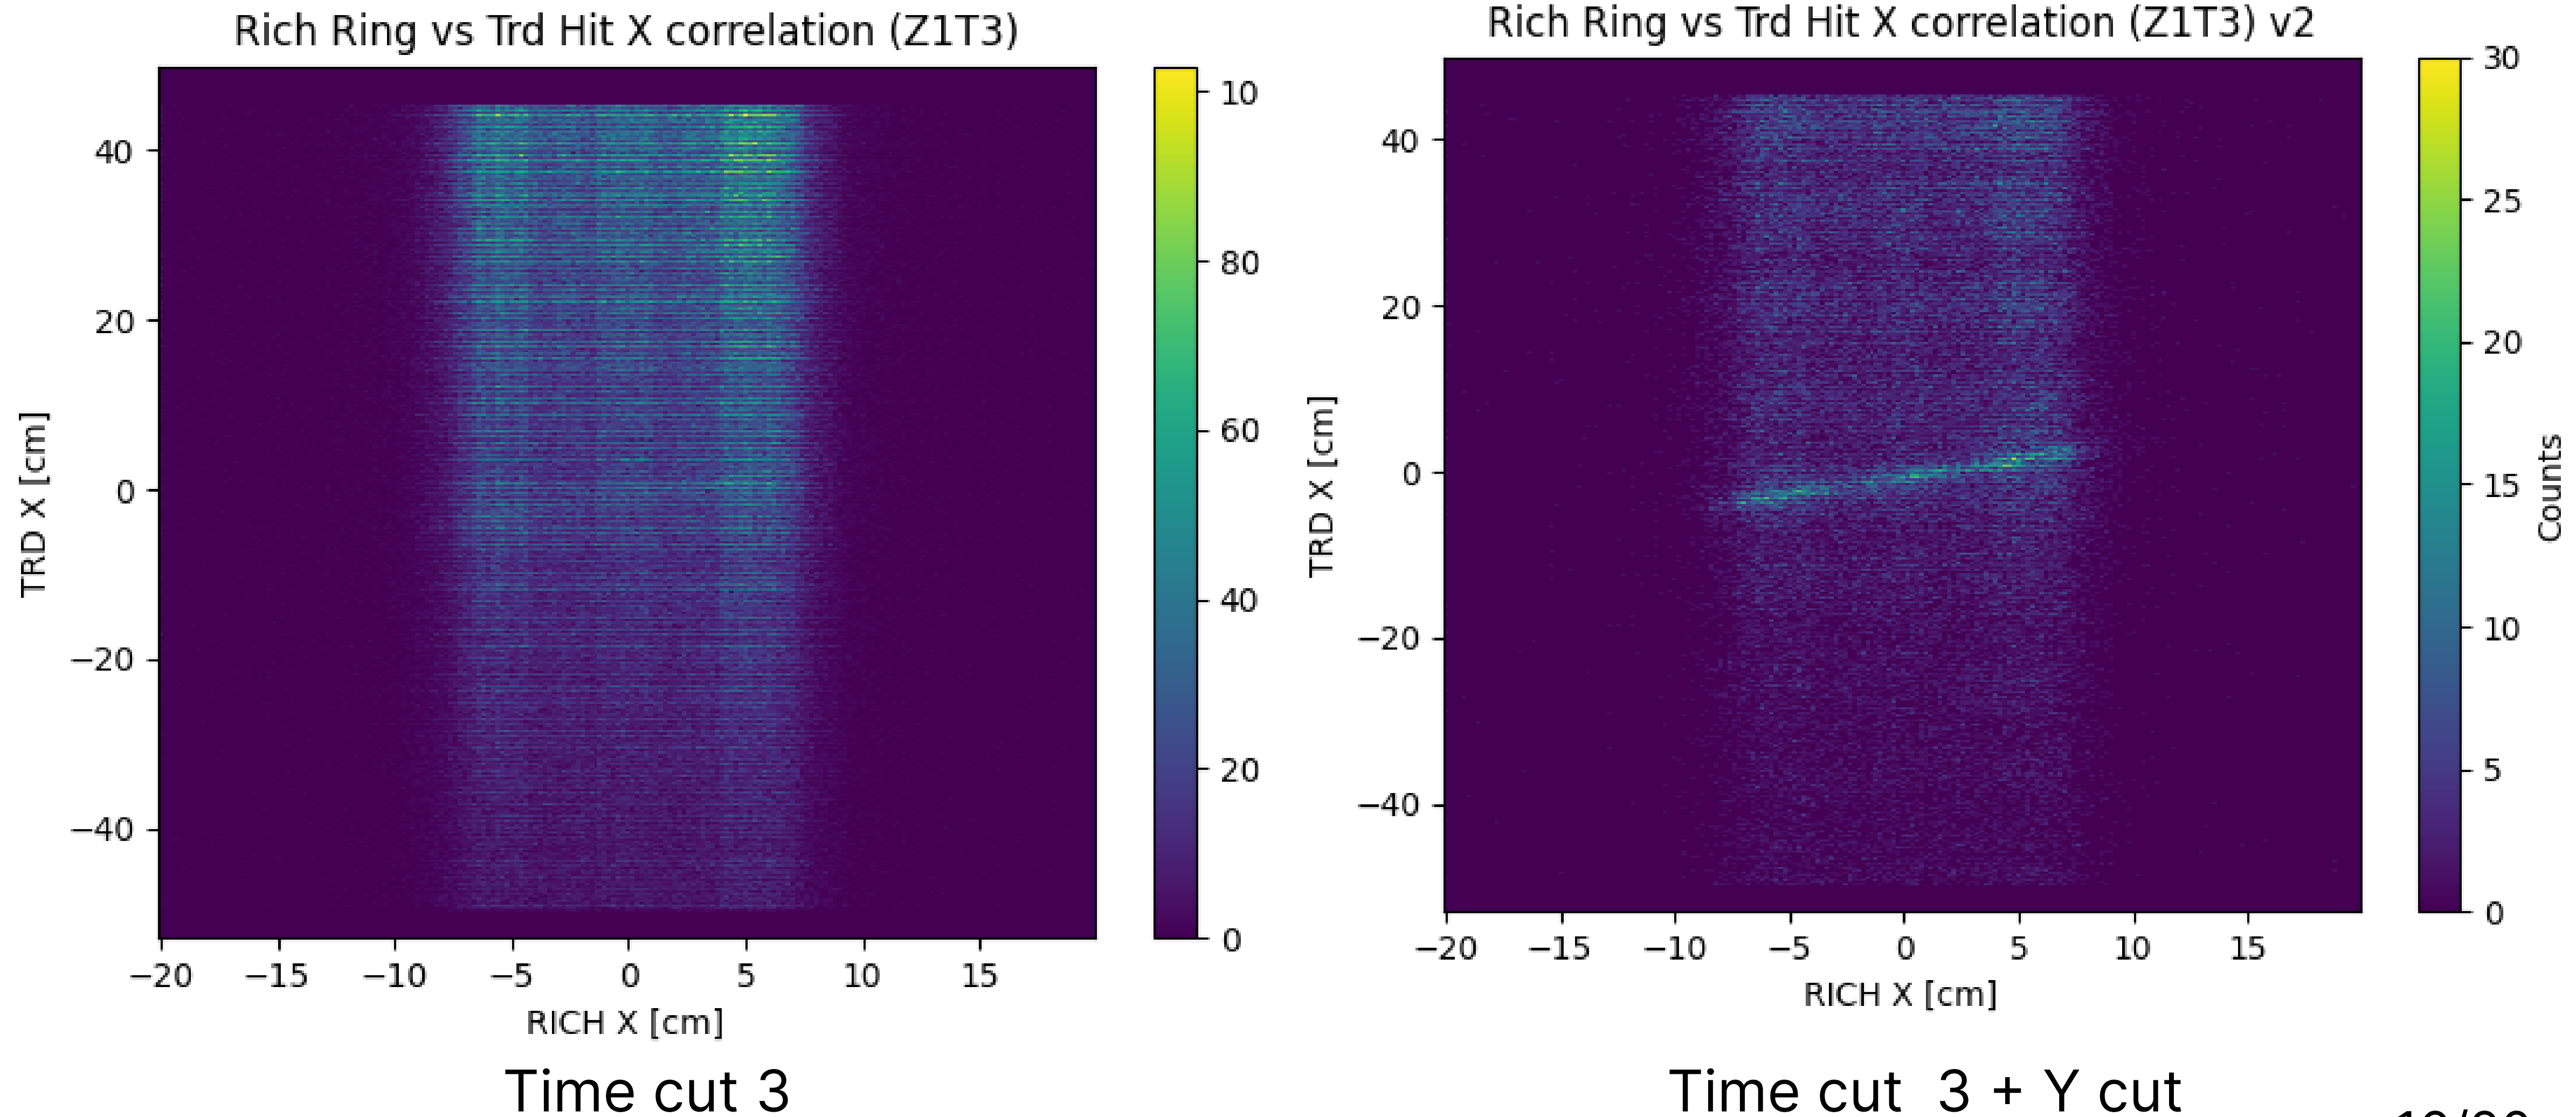 Rich Ring vs Trd Hit X correlation (Z1T3)
TRD X [cm]
40
20
0
−20
−40
−20 −15 −10 −5 0 5 10 15
RICH X [cm]
10
80
60
40
20
0
Time cut 3
Rich Ring vs Trd Hit X correlation (Z1T3) v2
TRD X [cm]
40
20
0
−20
−40
−20 −15 −10 −5 0 5 10 15
RICH X [cm]
30
25
20
15
10
5
0
Counts
Time cut 3 + Y cut